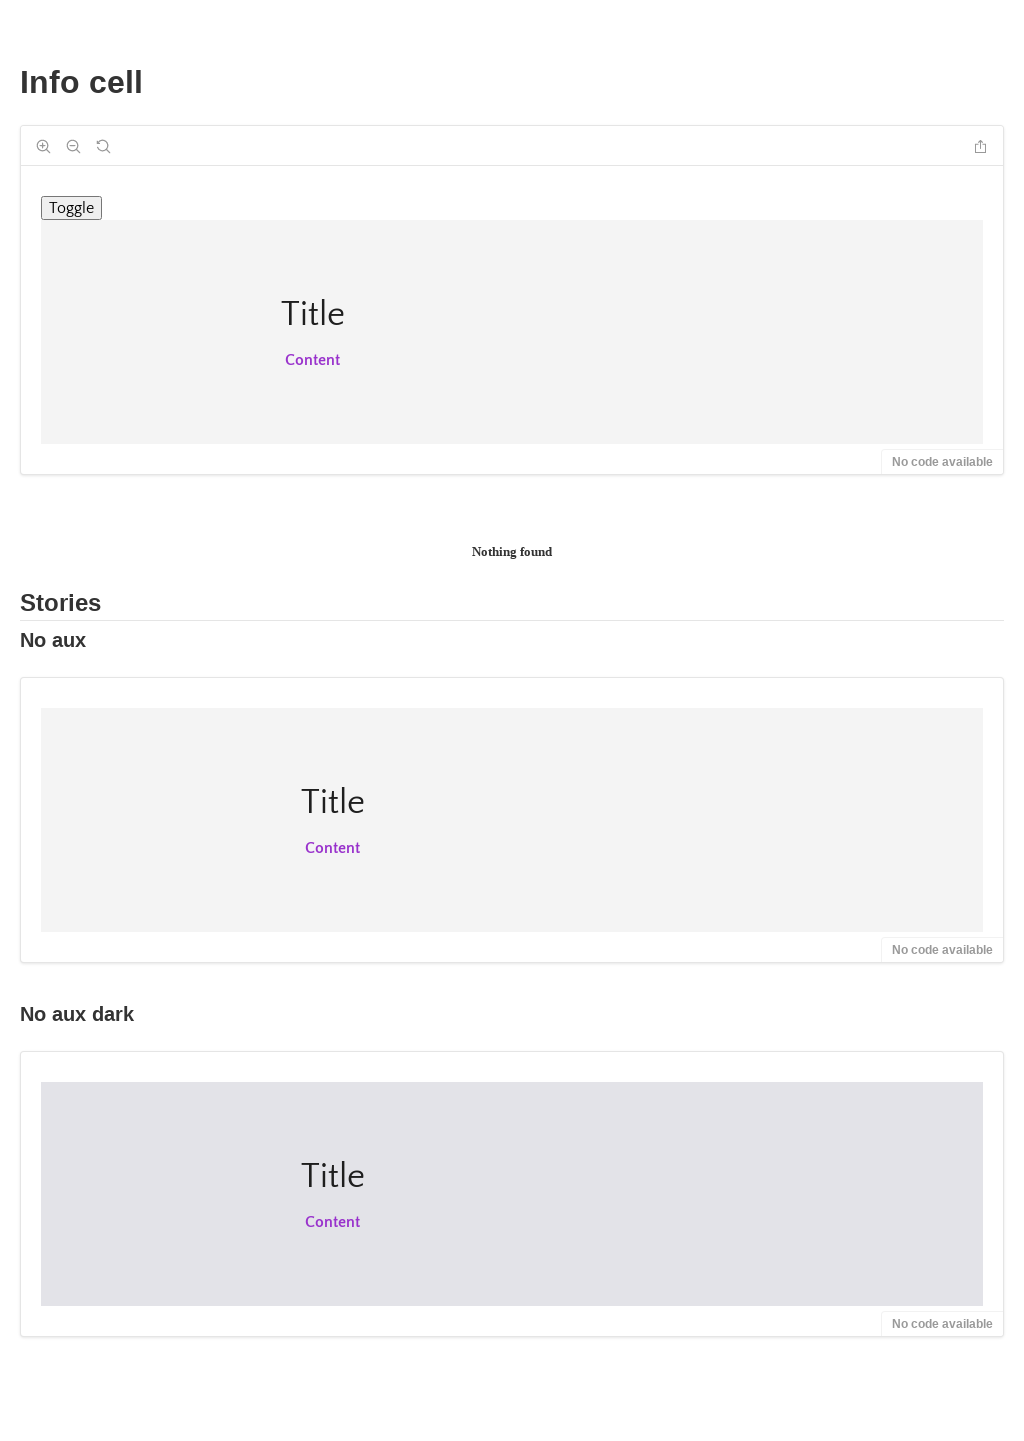 Info cell
Toggle
Title
Content
No code available
Nothing found
Stories
No aux
Title
Content
No code available
No aux dark
Title
Content
No code available